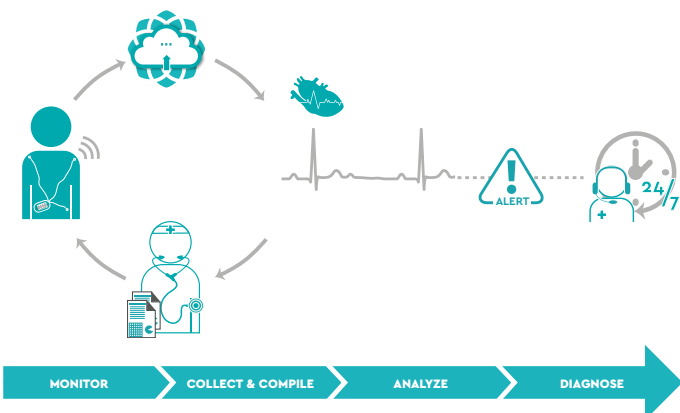 ALERT
24/7
MONITOR
COLLECT & COMPILE
ANALYZE
DIAGNOSE